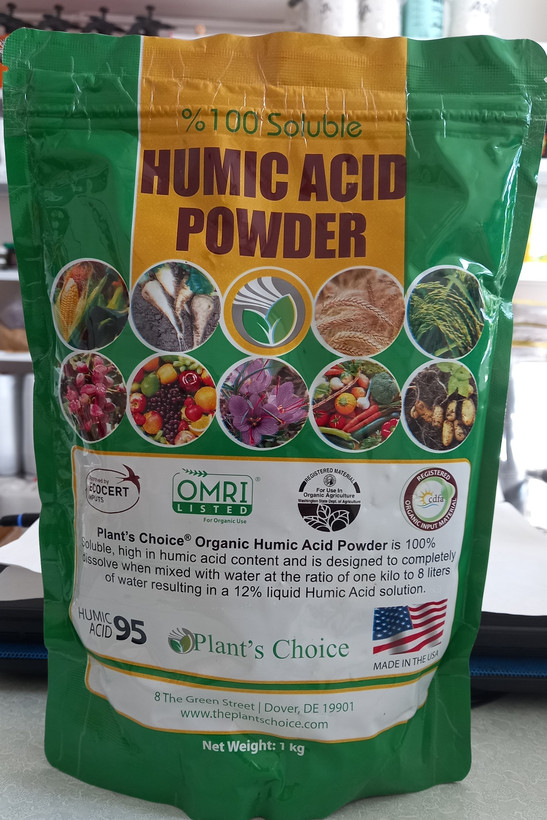 %100 Soluble
HUMIC ACID
POWDER
Approved by
ECOCERT
INPUTS
OMRI
LISTED
For Organic Use
REGISTERED MATERIAL
For Use In
Organic Agriculture
Washington State Dept. of Agriculture
REGISTERED
cdfa
ORGANIC INPUT MATERIAL
Plant's Choice® Organic Humic Acid Powder is 100%
Soluble, high in humic acid content and is designed to completely
dissolve when mixed with water at the ratio of one kilo to 8 liters
of water resulting in a 12% liquid Humic Acid solution.
HUMIC
ACID 95
Plant's Choice
MADE IN THE USA
8 The Green Street | Dover, DE 19901
www.theplantschoice.com
Net Weight: 1 kg